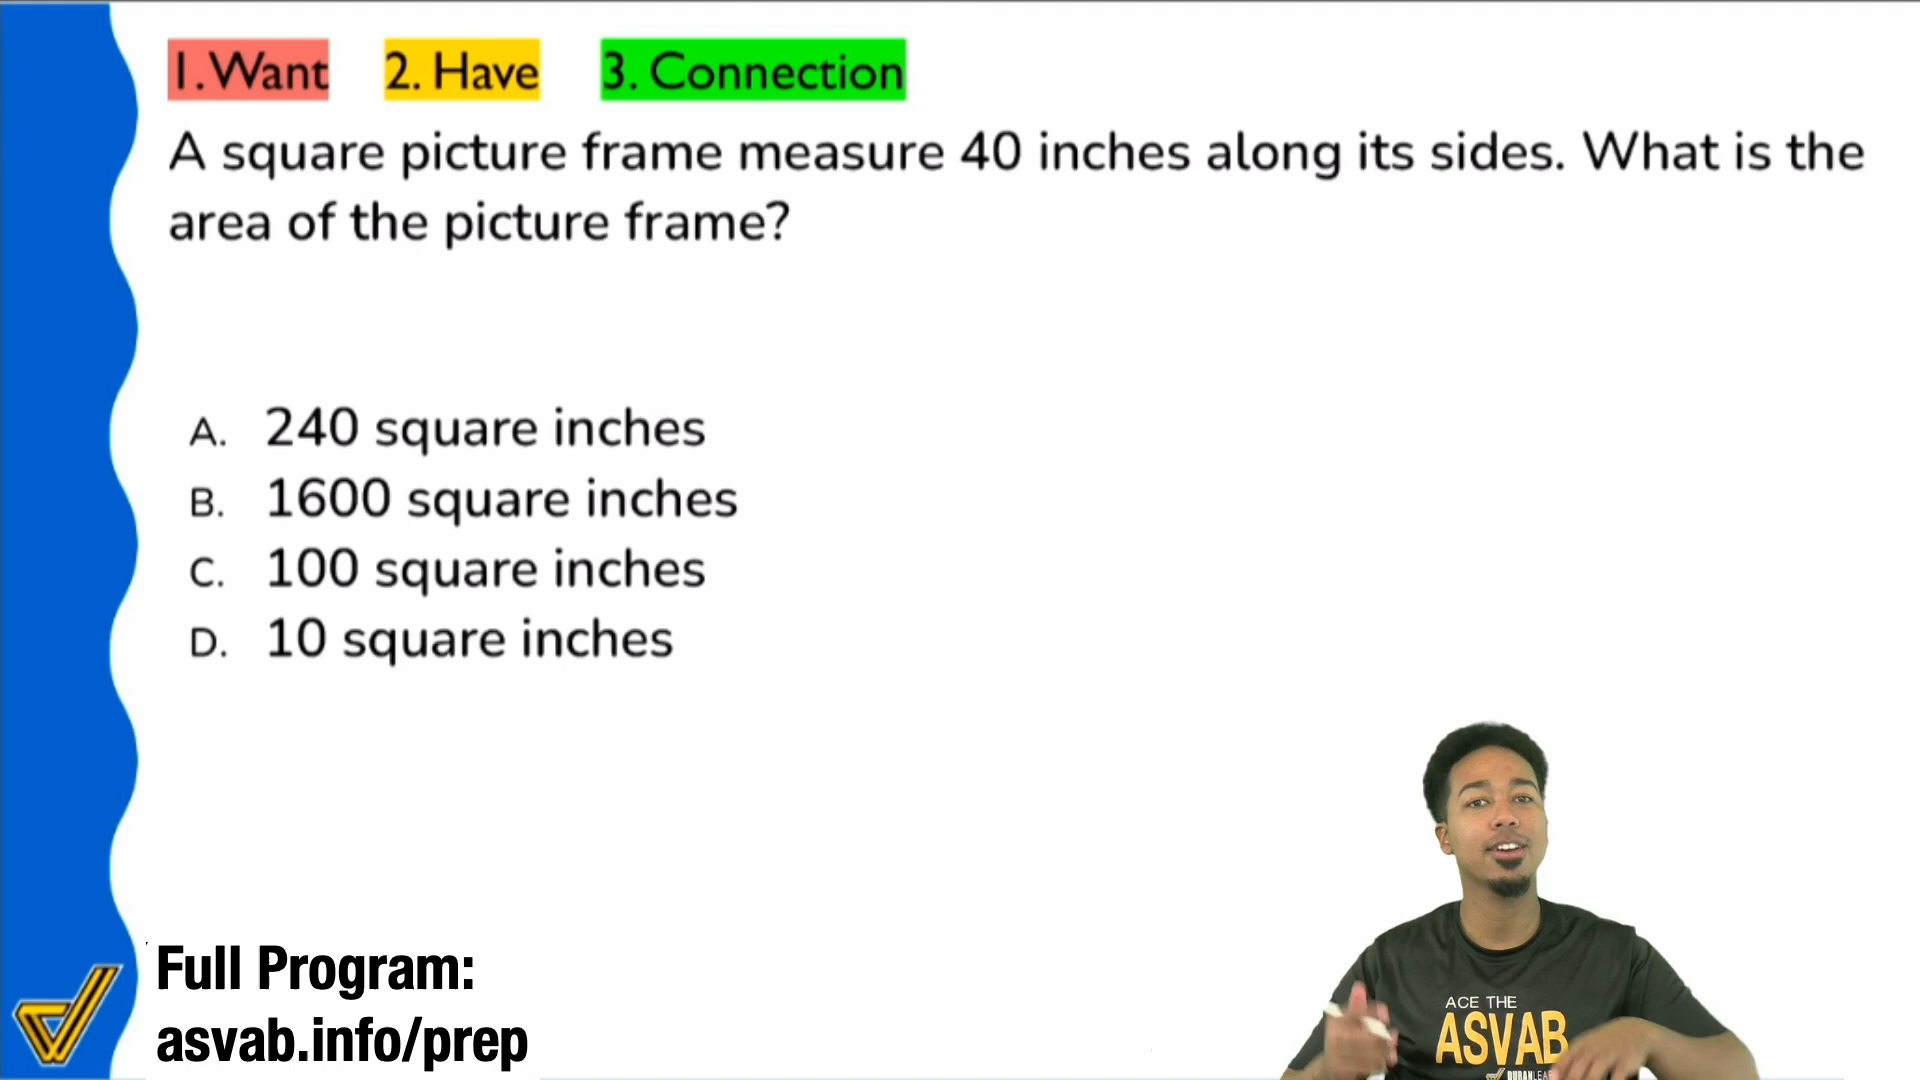 1. Want 2. Have 3. Connection
A square picture frame measure 40 inches along its sides. What is the
area of the picture frame?
A. 240 square inches
B. 1600 square inches
C. 100 square inches
D. 10 square inches
Full Program:
asvab.info/prep
ACE THE
ASVAB